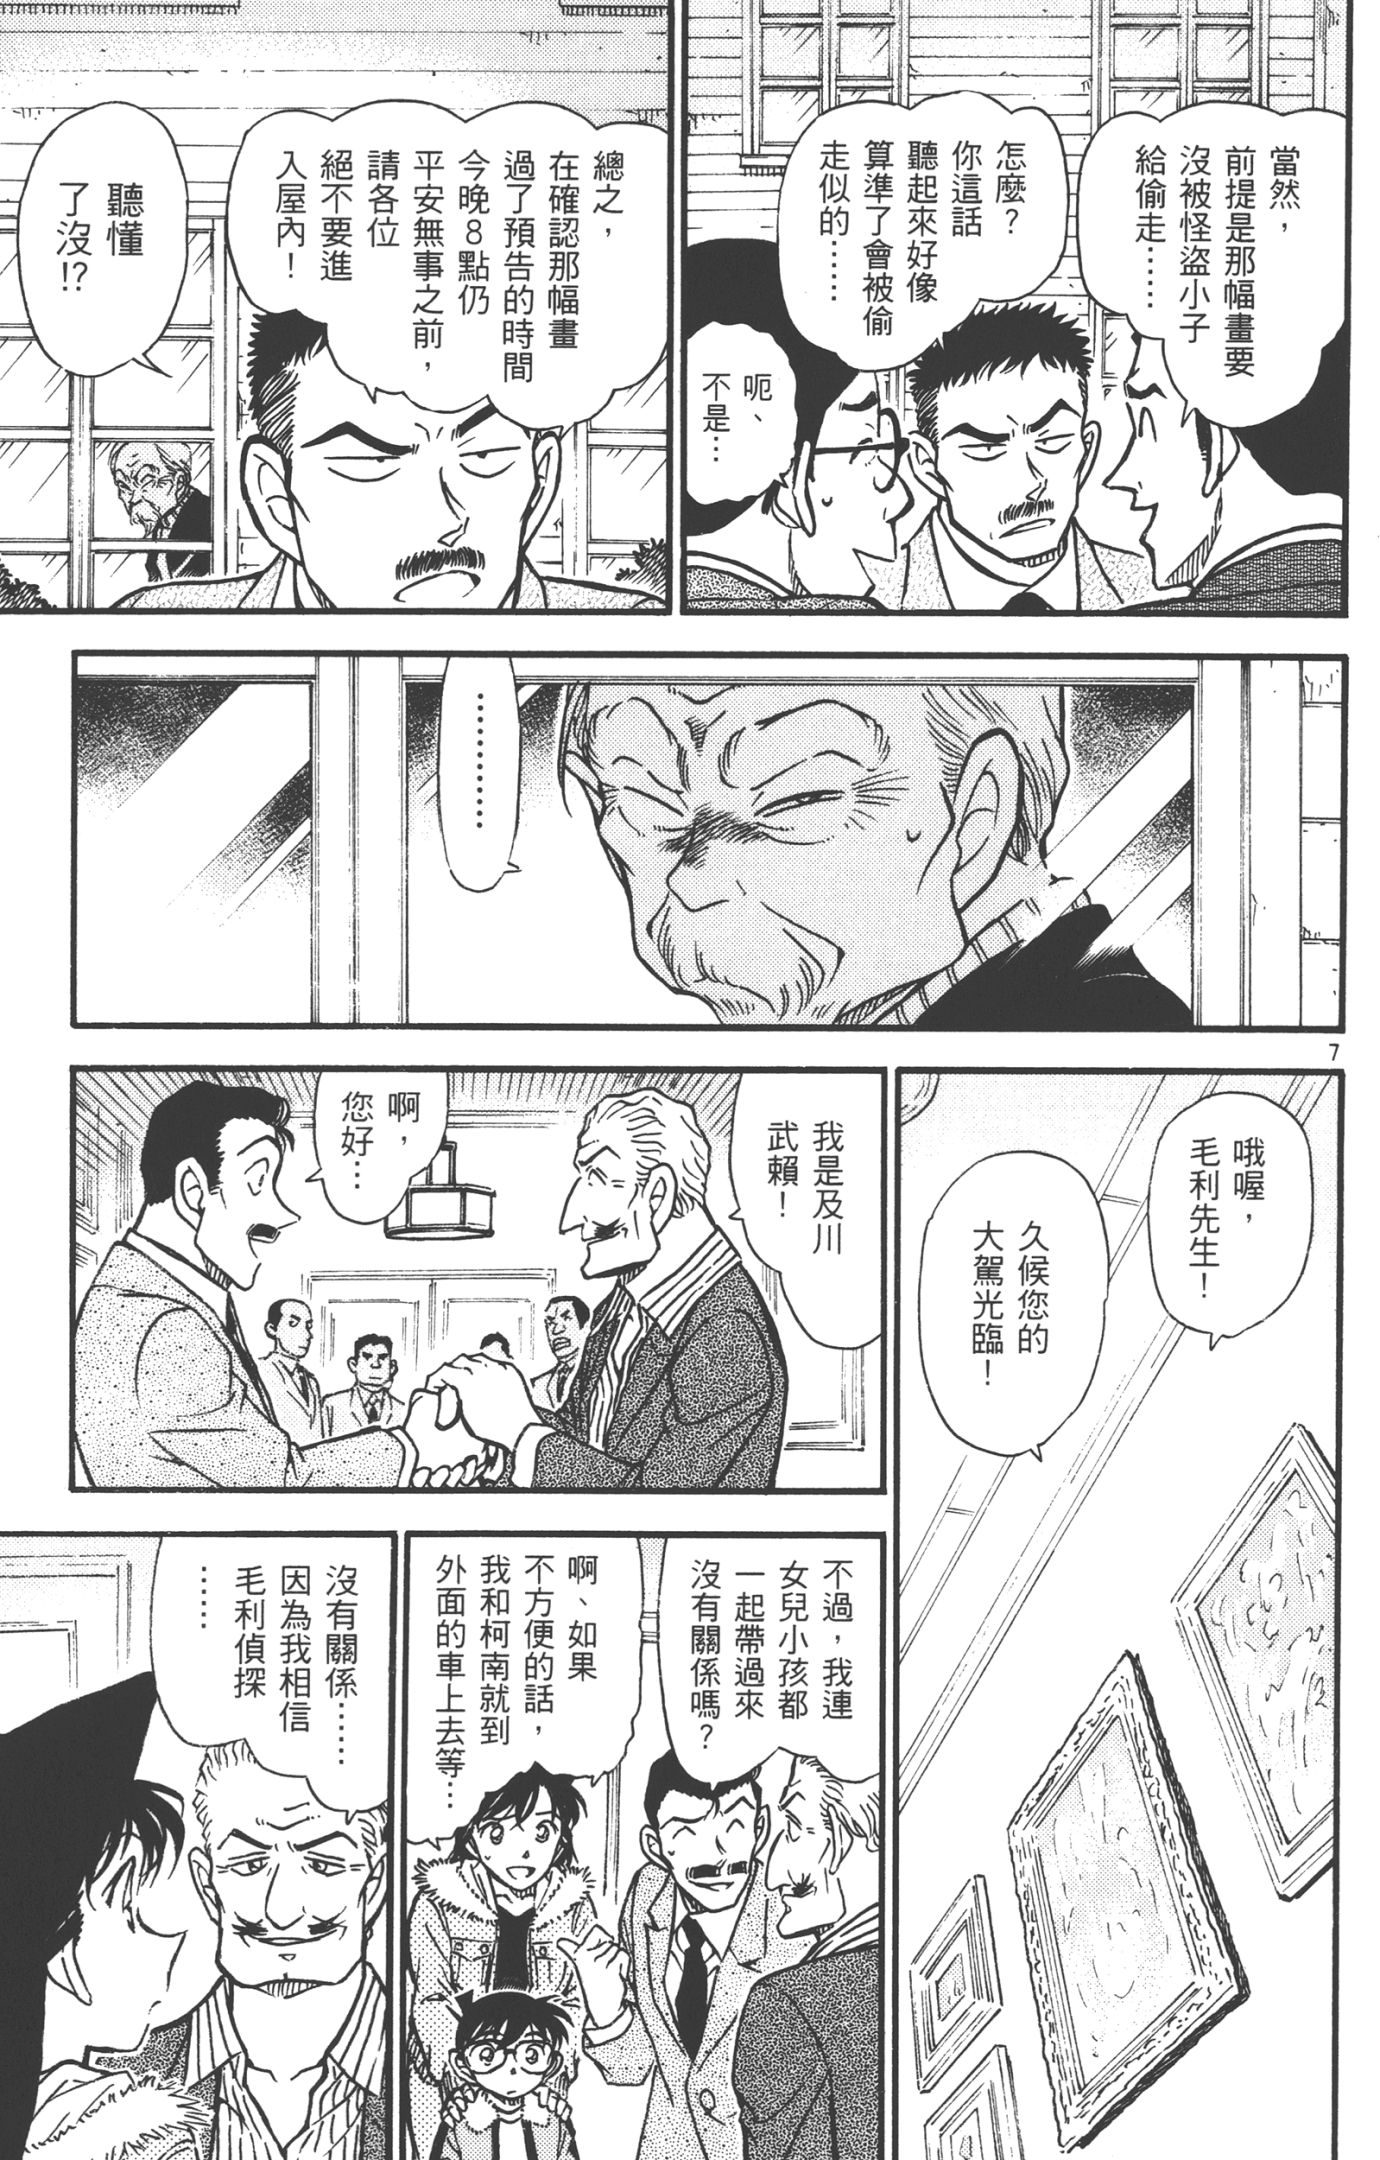 當然，
前提是那幅畫要
沒被怪盜小子
給偷走……
怎麼？
你這話
聽起來好像
算準了會被偷
走似的……
呃、
不是…
總之，
在確認那幅畫
過了預告的時間
今晚８點仍
平安無事之前，
請各位
絕不要進
入屋內！
聽懂
了沒!?
…………
7
哦喔，
毛利先生！
久候您的
大駕光臨！
我是及川
武賴！
啊，
您好…
不過，我連
女兒小孩都
一起帶過來
沒有關係嗎？
啊、如果
不方便的話，
我和柯南就到
外面的車上去等…
沒有關係……
因為我相信
毛利偵探
……